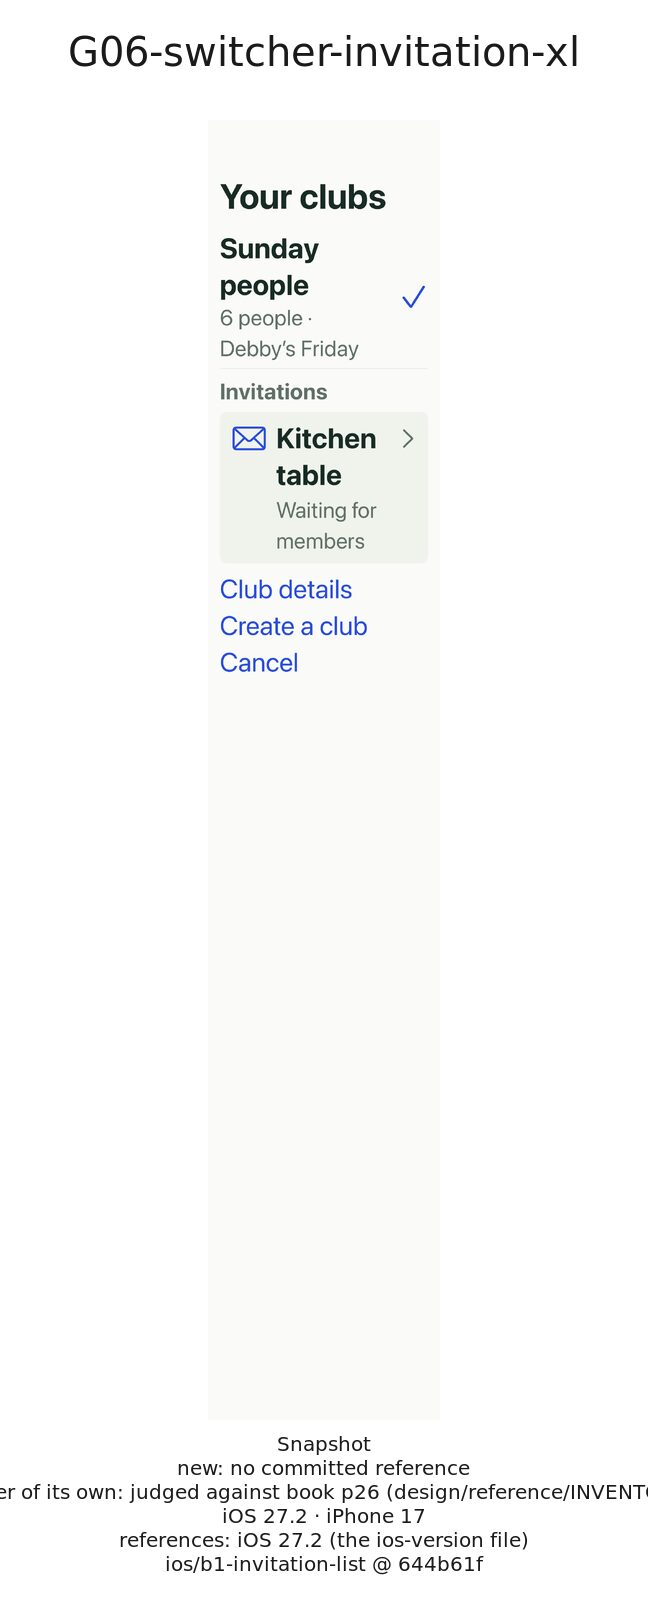 G06-switcher-invitation-xl
Your clubs
Sunday
people
6 people ·
Debby’s Friday
Invitations
Kitchen
table
Waiting for
members
Club details
Create a club
Cancel
Snapshot
new: no committed reference
of its own: judged against book p26 (design/reference/
iOS 27.2 · iPhone 17
references: iOS 27.2 (the ios-version file)
ios/b1-invitation-list @ 644b61f